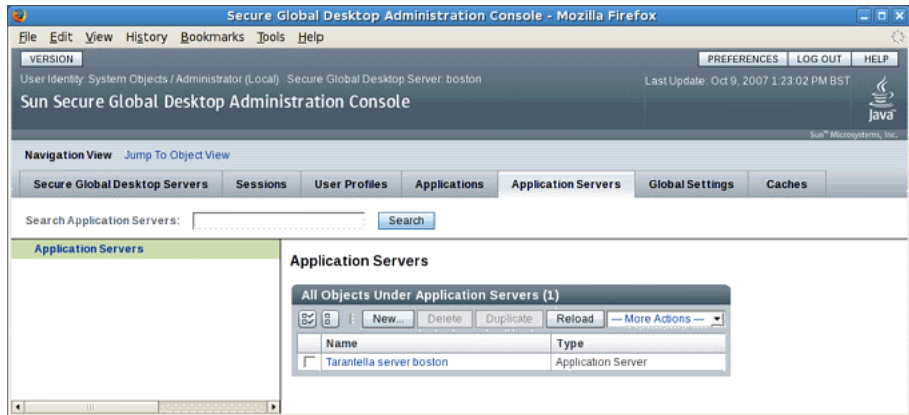 Secure Global Desktop Administration Console - Mozilla Firefox
File Edit View History Bookmarks Tools Help
VERSION PREFERENCES LOG OUT HELP
User Identity: System Objects / Administrator (Local) Secure Global Desktop Server: boston Last Update: Oct 9, 2007 1:23:02 PM BST
Sun Secure Global Desktop Administration Console
Java
Sun™ Microsystems, Inc.
Navigation View Jump To Object View
Secure Global Desktop Servers Sessions User Profiles Applications Application Servers Global Settings Caches
Search Application Servers: Search
Application Servers
Application Servers
All Objects Under Application Servers (1)
New... Delete Duplicate Reload — More Actions —
Name Type
Tarantella server boston Application Server